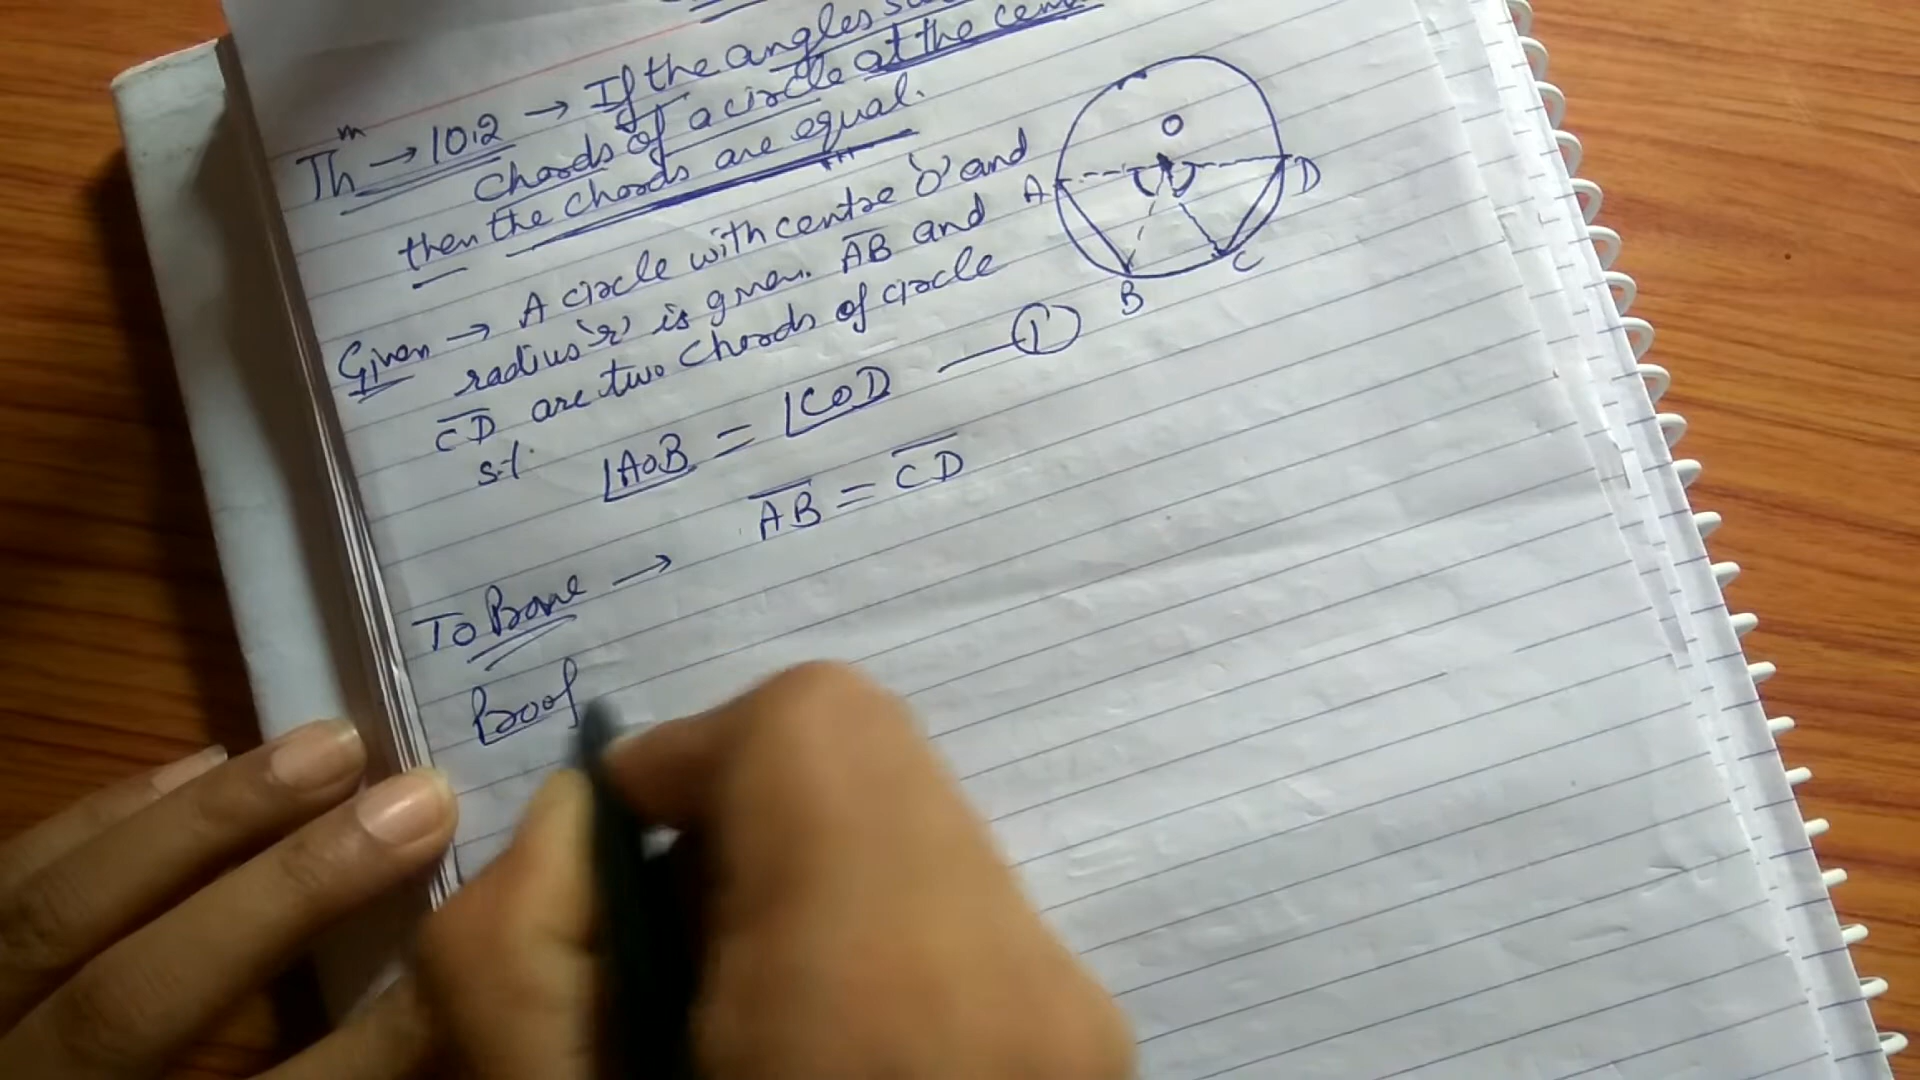 Thm → 10.2 → If the angles
chords of a circle at the
then the chords are equal.
Given → A circle with centre 'O' and
radius 'r' is given. AB and
CD are two chords of circle
s.t.
∠AOB = ∠COD — 1
To Prove → AB = CD
Proof
O
A
D
B
C